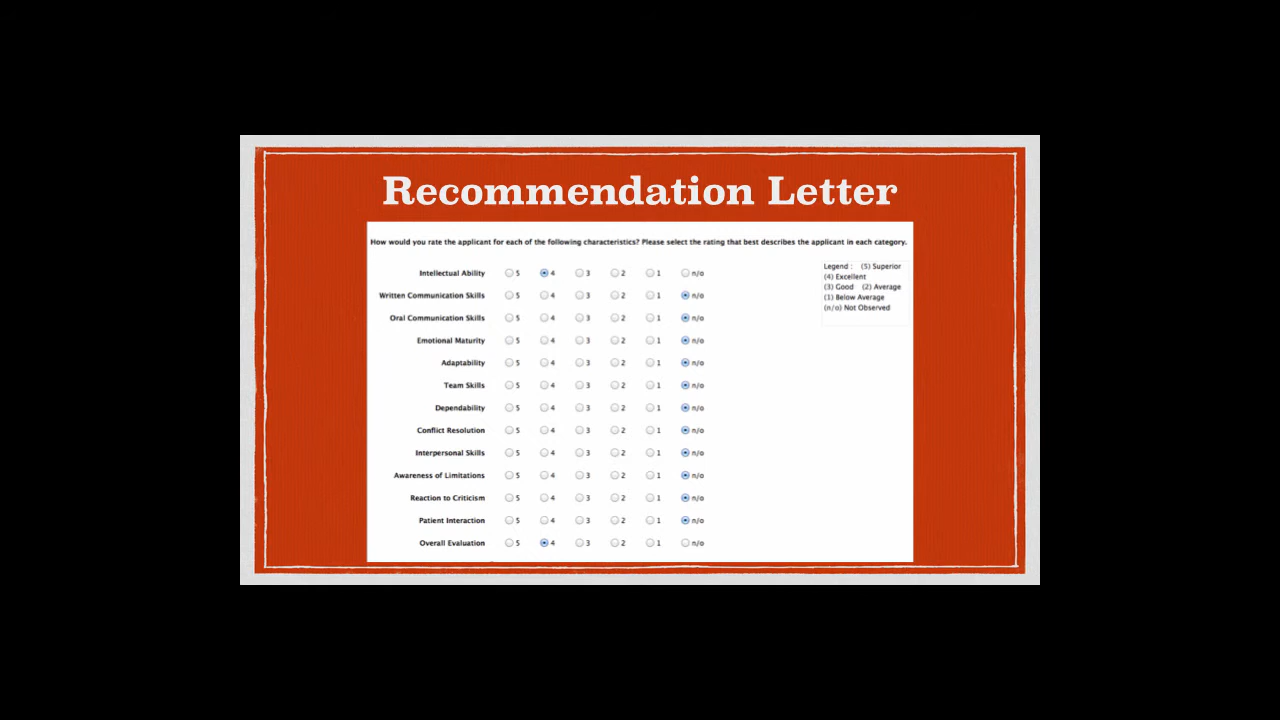 Recommendation Letter
How would you rate the applicant for each of the following characteristics? Please select the rating that best describes the applicant in each category.
Intellectual Ability 5 4 3 2 1 n/o
Written Communication Skills 5 4 3 2 1 n/o
Oral Communication Skills 5 4 3 2 1 n/o
Emotional Maturity 5 4 3 2 1 n/o
Adaptability 5 4 3 2 1 n/o
Team Skills 5 4 3 2 1 n/o
Dependability 5 4 3 2 1 n/o
Conflict Resolution 5 4 3 2 1 n/o
Interpersonal Skills 5 4 3 2 1 n/o
Awareness of Limitations 5 4 3 2 1 n/o
Reaction to Criticism 5 4 3 2 1 n/o
Patient Interaction 5 4 3 2 1 n/o
Overall Evaluation 5 4 3 2 1 n/o
Legend : (5) Superior
(4) Excellent
(3) Good (2) Average
(1) Below Average
(n/o) Not Observed